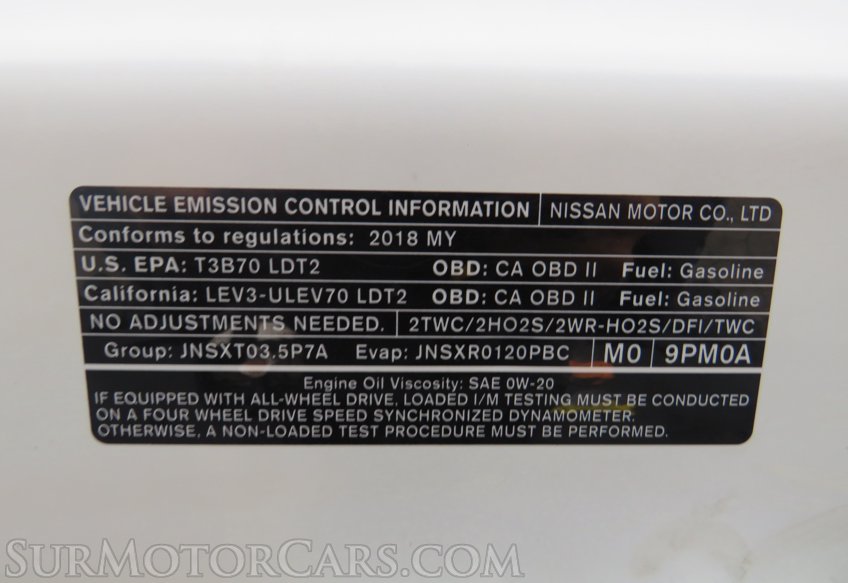 VEHICLE EMISSION CONTROL INFORMATION NISSAN MOTOR CO., LTD
Conforms to regulations: 2018 MY
U.S. EPA: T3B70 LDT2 OBD: CA OBD II Fuel: Gasoline
California: LEV3-ULEV70 LDT2 OBD: CA OBD II Fuel: Gasoline
NO ADJUSTMENTS NEEDED. 2TWC/2HO2S/2WR-HO2S/DFI/TWC
Group: JNSXT03.5P7A Evap: JNSXR0120PBC M0 9PM0A
Engine Oil Viscosity: SAE 0W-20
IF EQUIPPED WITH ALL-WHEEL DRIVE, LOADED I/M TESTING MUST BE CONDUCTED
ON A FOUR WHEEL DRIVE SPEED SYNCHRONIZED DYNAMOMETER.
OTHERWISE, A NON-LOADED TEST PROCEDURE MUST BE PERFORMED.
SurMotorCars.com